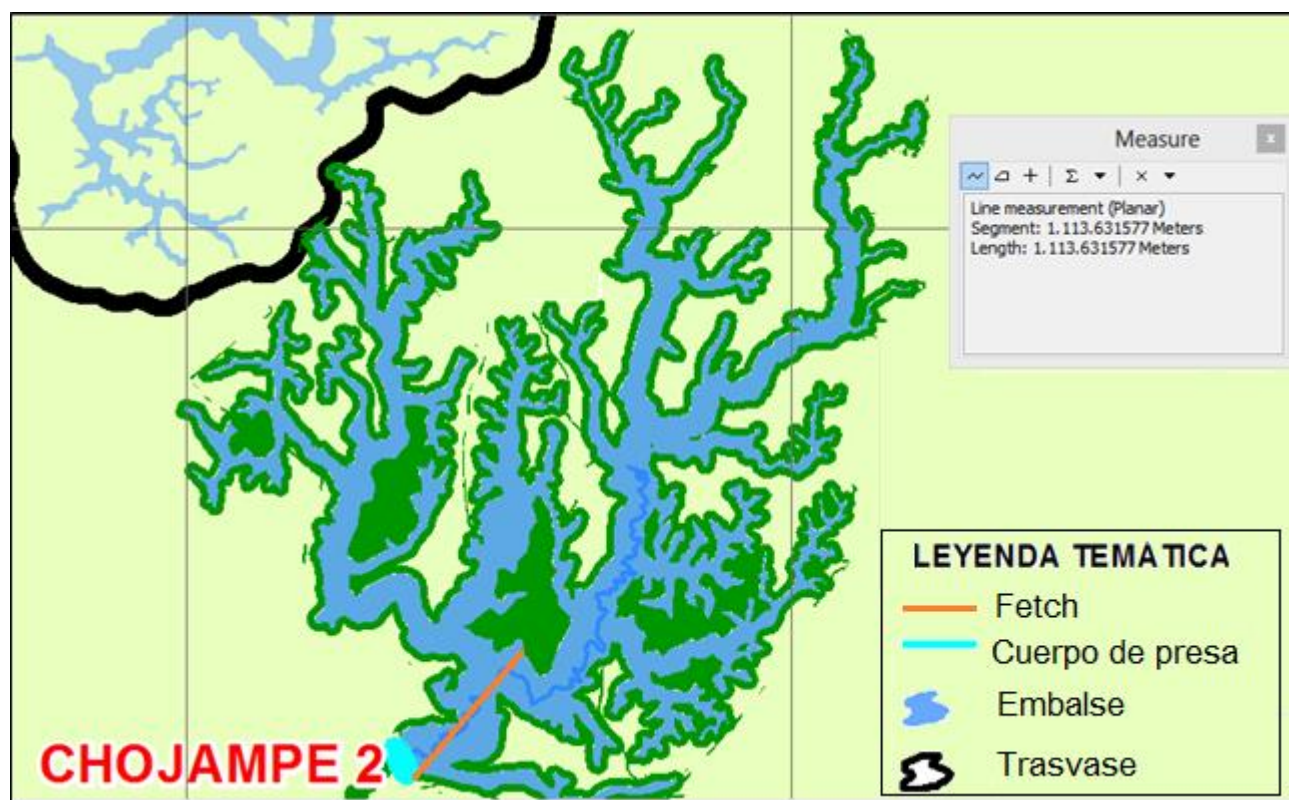 Measure
Line measurement (Planar)
Segment: 1.113.631577 Meters
Length: 1.113.631577 Meters
LEYENDA TEMÁTICA
Fetch
Cuerpo de presa
Embalse
Trasvase
CHOJAMPE 2